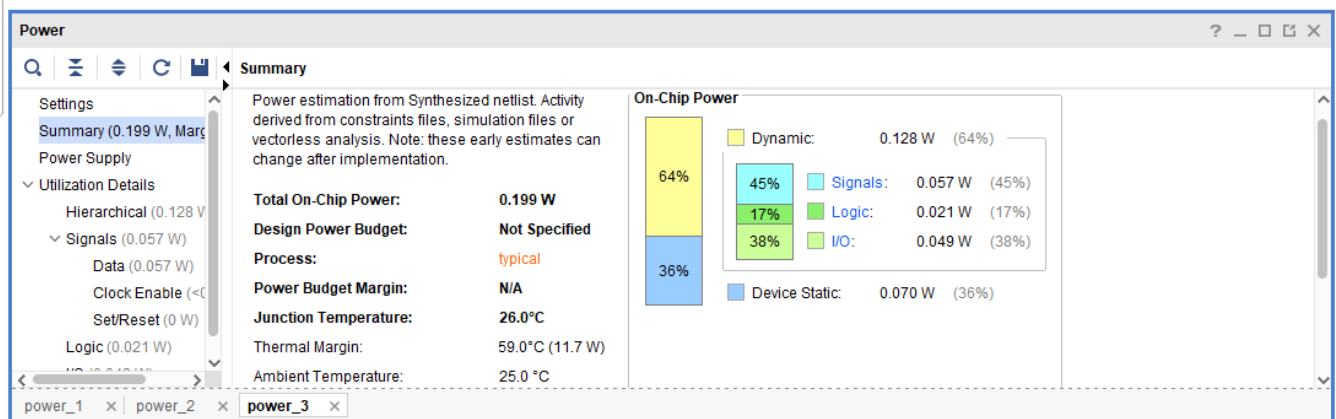 Power
? 
Summary
Settings
Summary (0.199 W, Marg
Power Supply
Utilization Details
Hierarchical (0.128 W
Signals (0.057 W)
Data (0.057 W)
Clock Enable (<0
Set/Reset (0 W)
Logic (0.021 W)
Power estimation from Synthesized netlist. Activity
derived from constraints files, simulation files or
vectorless analysis. Note: these early estimates can
change after implementation.
Total On-Chip Power: 0.199 W
Design Power Budget: Not Specified
Process: typical
Power Budget Margin: N/A
Junction Temperature: 26.0°C
Thermal Margin: 59.0°C (11.7 W)
Ambient Temperature: 25.0 °C
On-Chip Power
64%
36%
Dynamic: 0.128 W (64%)
45% Signals: 0.057 W (45%)
17% Logic: 0.021 W (17%)
38% I/O: 0.049 W (38%)
Device Static: 0.070 W (36%)
power_1 power_2 power_3